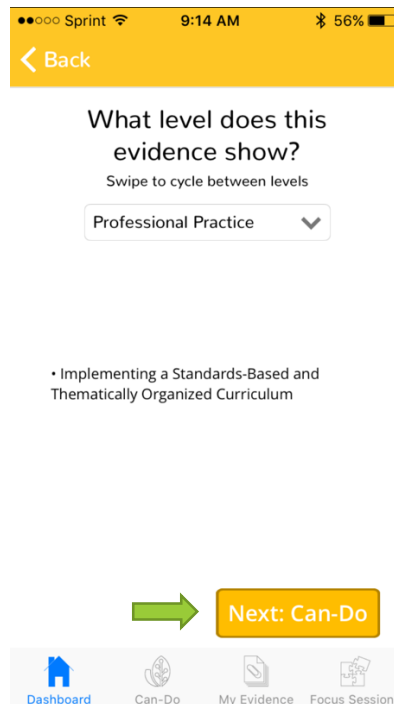 ●●○○○ Sprint 9:14 AM 56%
Back
What level does this
evidence show?
Swipe to cycle between levels
Professional Practice
• Implementing a Standards-Based and
Thematically Organized Curriculum
Next: Can-Do
Dashboard Can-Do My Evidence Focus Session